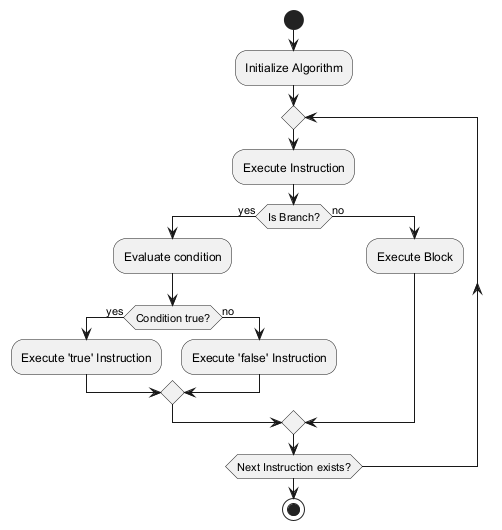 Initialize Algorithm
Execute Instruction
yes
Is Branch?
no
Evaluate condition
Execute Block
yes
Condition true?
no
Execute 'true' Instruction
Execute 'false' Instruction
Next Instruction exists?